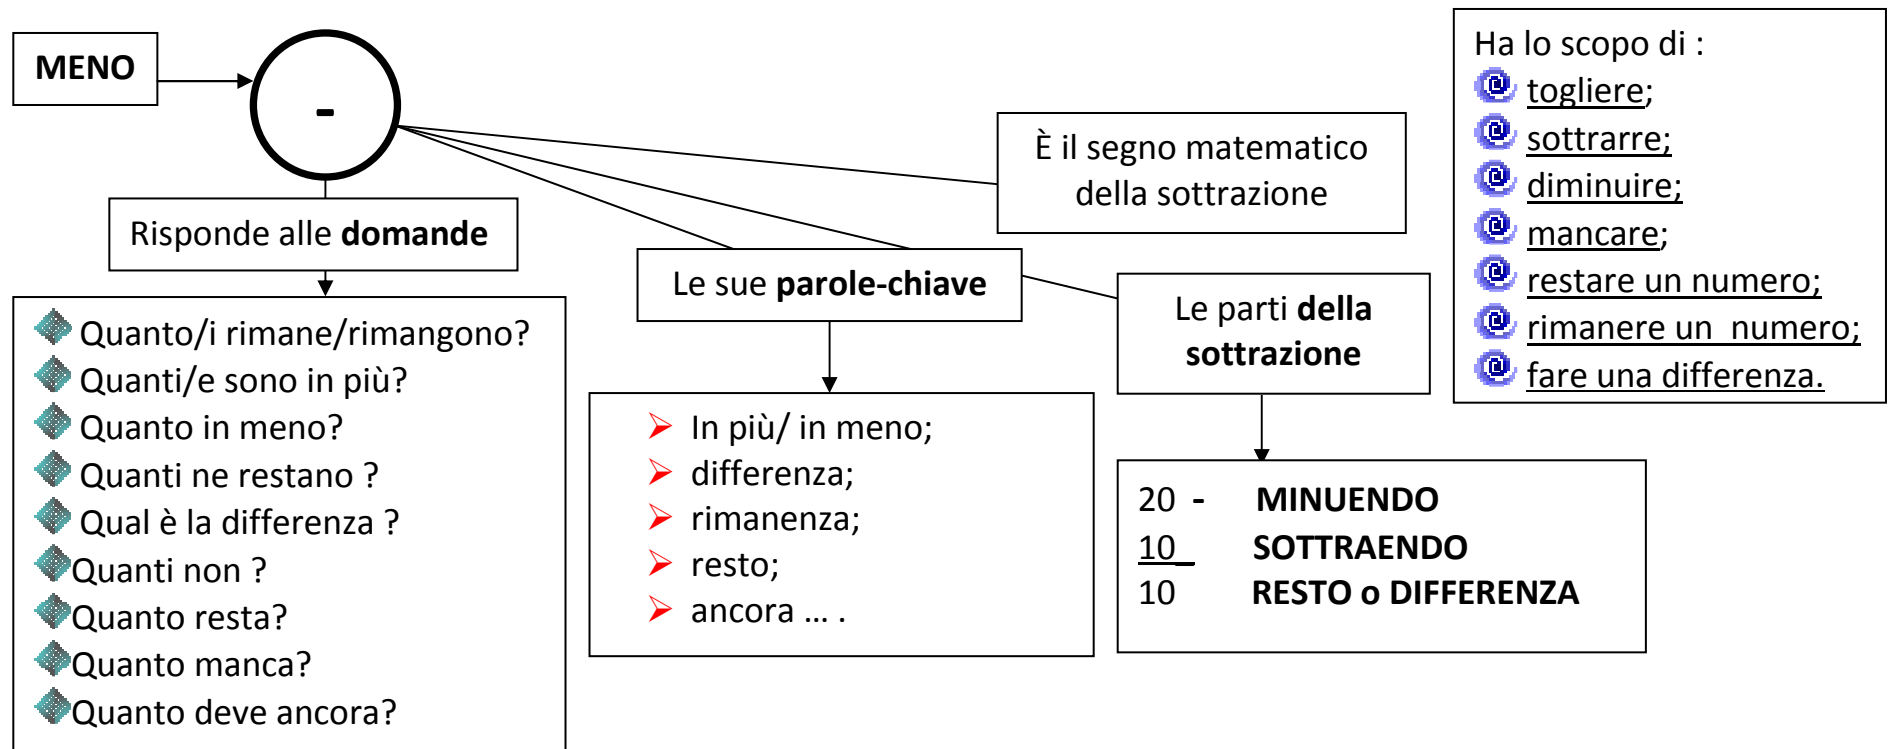 MENO
-
È il segno matematico
della sottrazione
Risponde alle domande
Quanto/i rimane/rimangono?
Quanti/e sono in più?
Quanto in meno?
Quanti ne restano ?
Qual è la differenza ?
Quanti non ?
Quanto resta?
Quanto manca?
Quanto deve ancora?
Le sue parole-chiave
In più/ in meno;
differenza;
rimanenza;
resto;
ancora ... .
Le parti della
sottrazione
20 - MINUENDO
10_ SOTTRAENDO
10 RESTO o DIFFERENZA
Ha lo scopo di :
togliere;
sottrarre;
diminuire;
mancare;
restare un numero;
rimanere un numero;
fare una differenza.